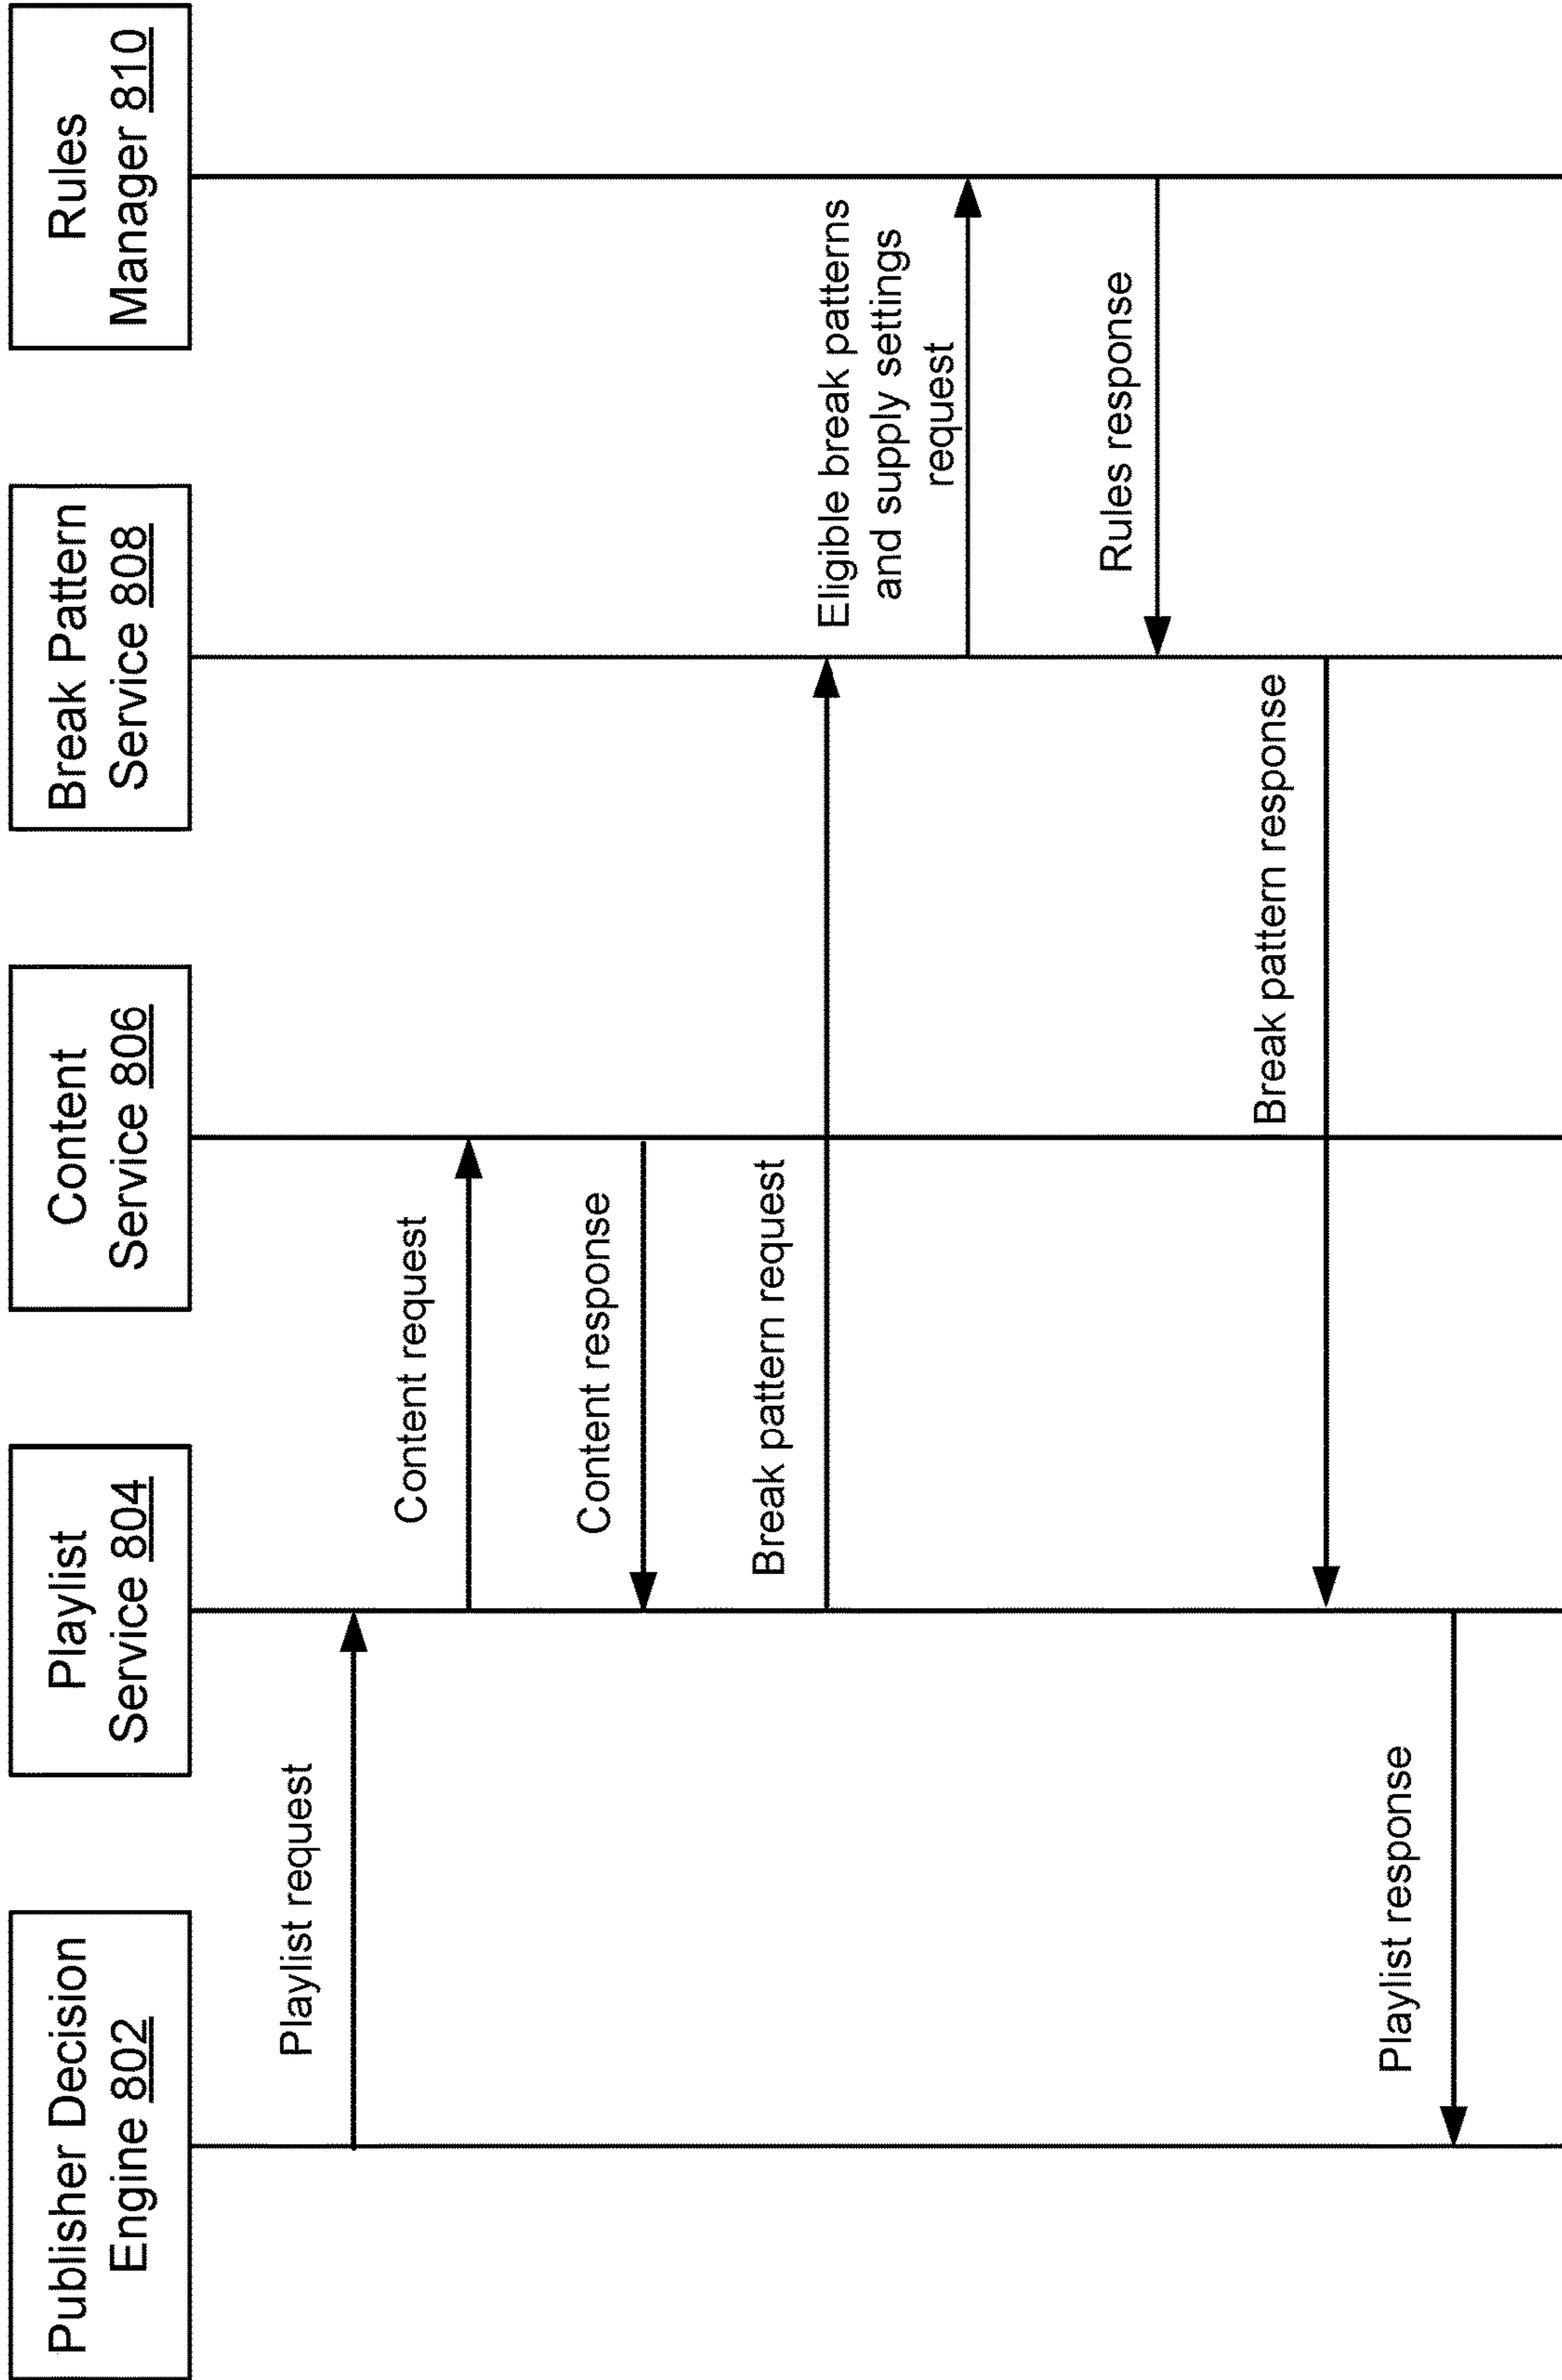 Publisher Decision
Engine 802
Playlist
Service 804
Content
Service 806
Break Pattern
Service 808
Rules
Manager 810
Playlist request
Content request
Content response
Break pattern request
Eligible break patterns
and supply settings
request
Rules response
Break pattern response
Playlist response